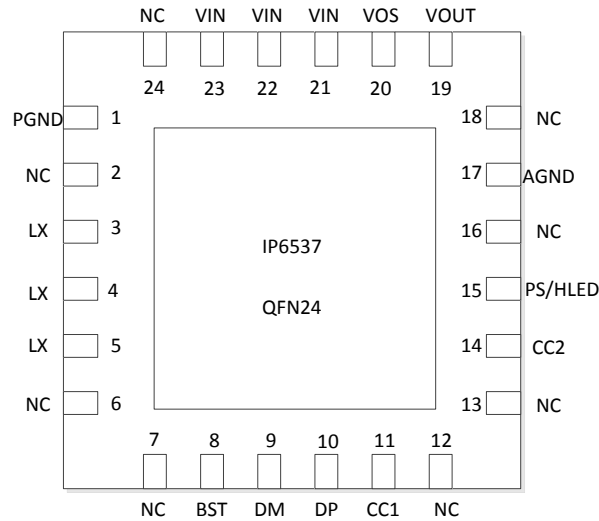 NC VIN VIN VIN VOS VOUT
24 23 22 21 20 19
PGND 1 18 NC
NC 2 17 AGND
LX 3 16 NC
IP6537
LX 4 15 PS/HLED
QFN24
LX 5 14 CC2
NC 6 13 NC
7 8 9 10 11 12
NC BST DM DP CC1 NC